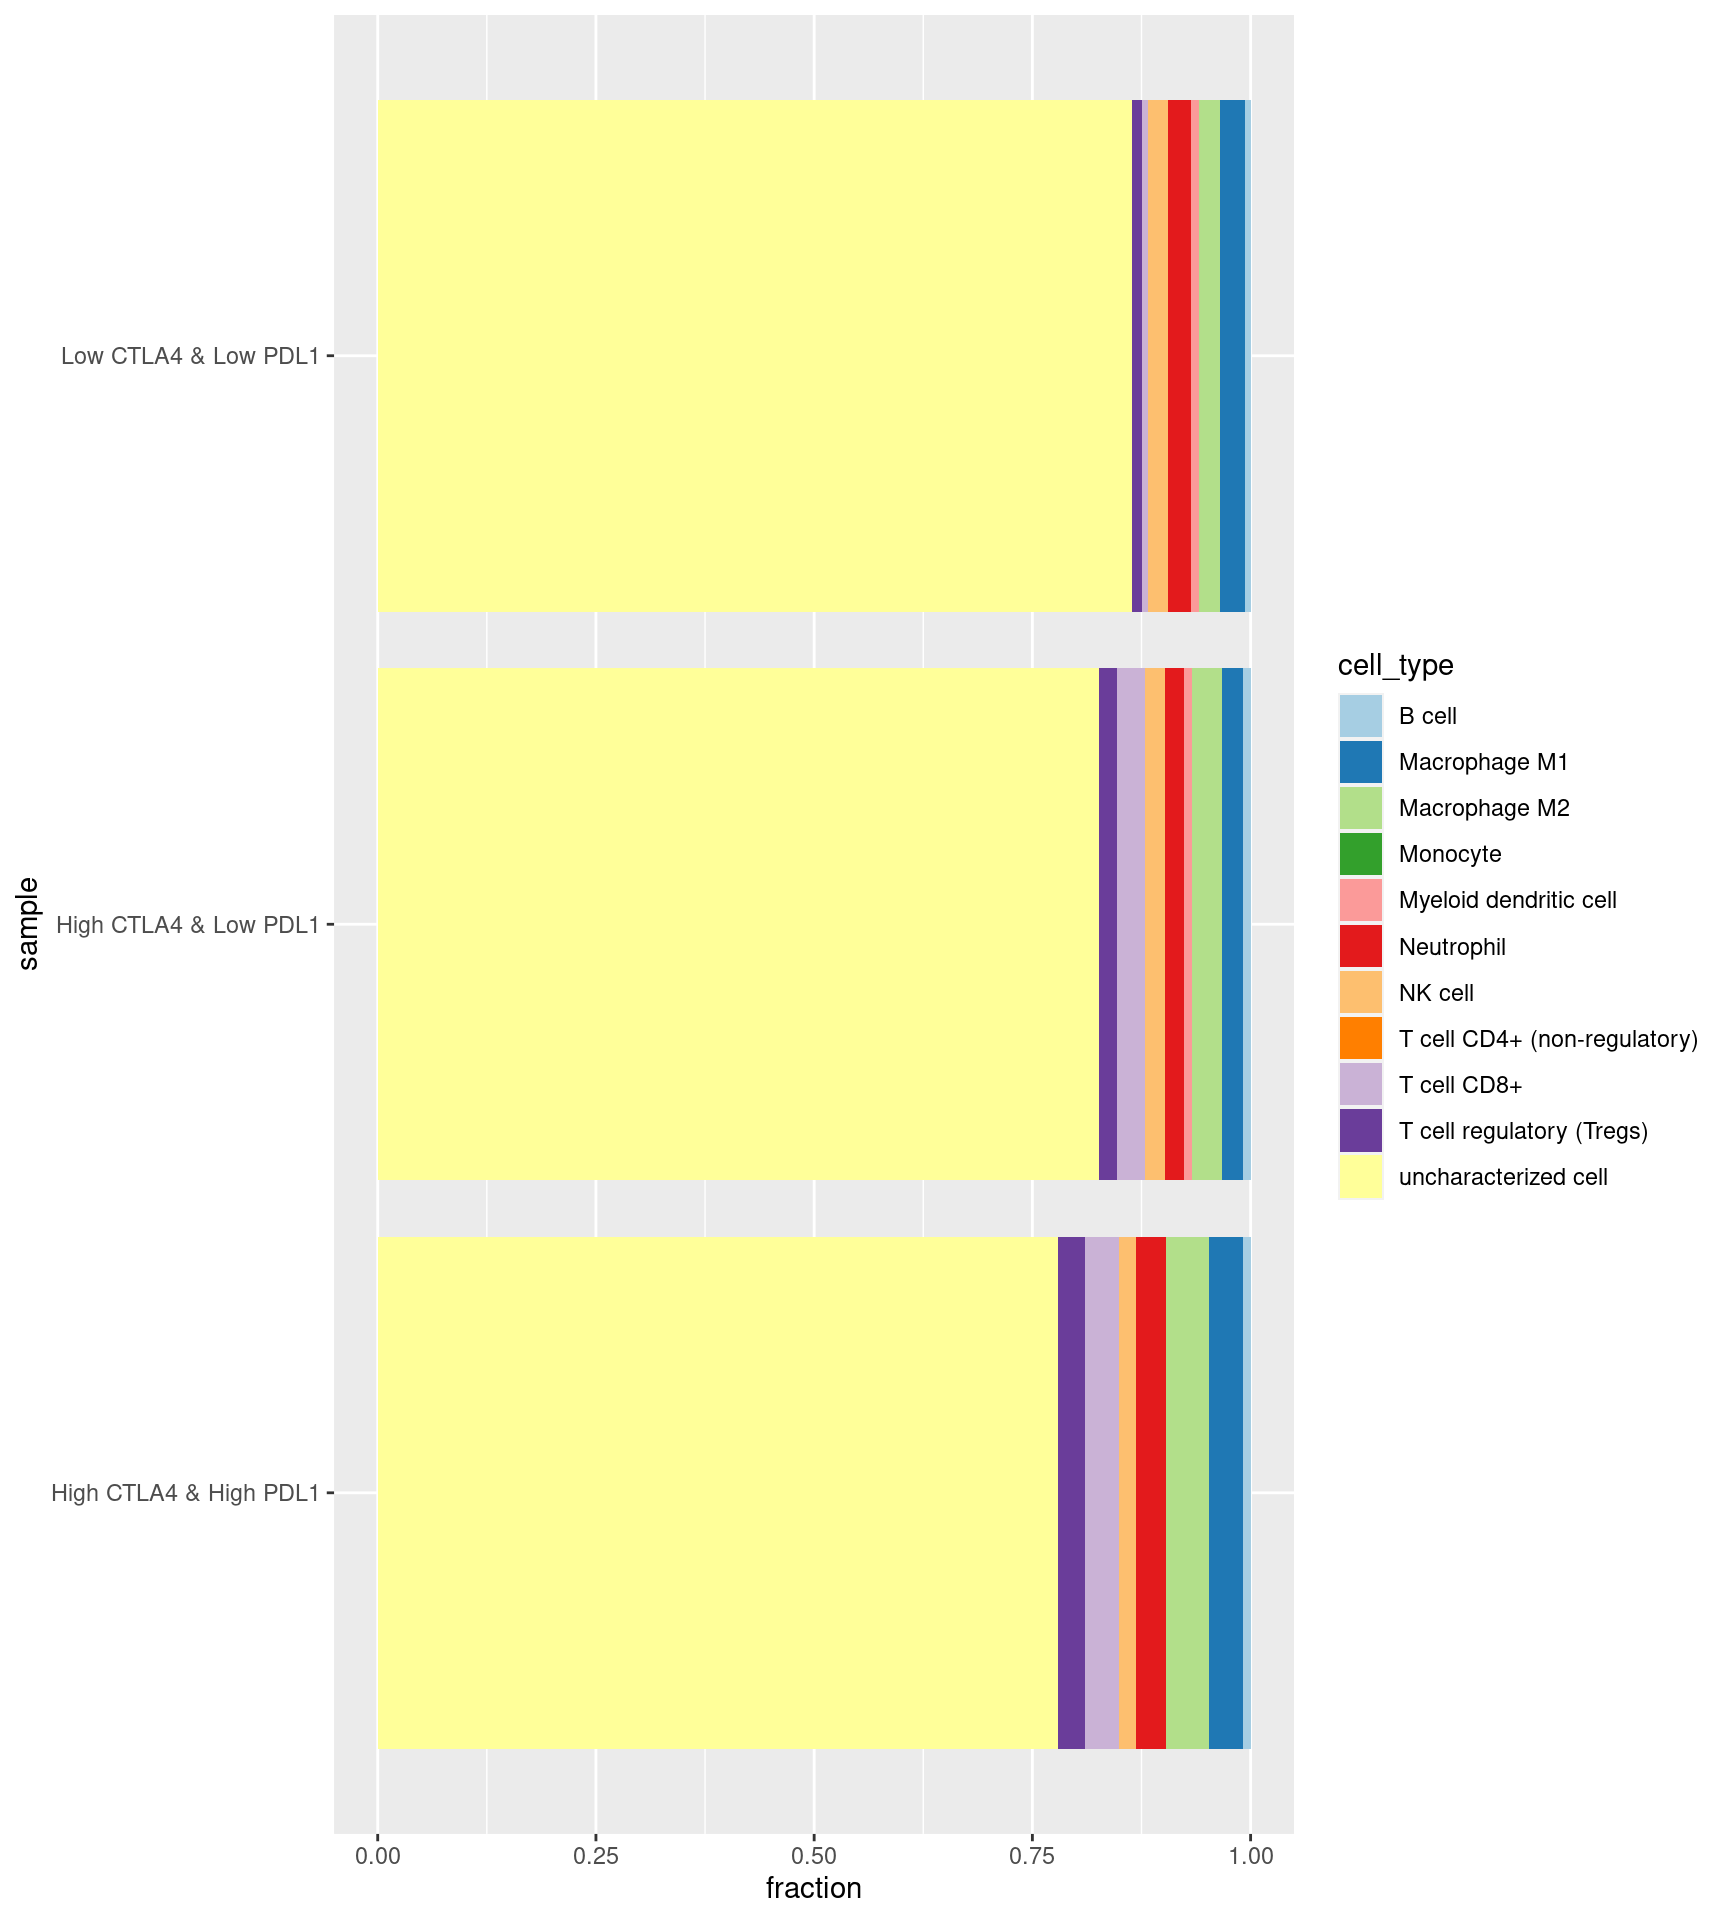 Low CTLA4 & Low PDL1
High CTLA4 & Low PDL1
High CTLA4 & High PDL1
sample
0.00 0.25 0.50 0.75 1.00
fraction
cell_type
B cell
Macrophage M1
Macrophage M2
Monocyte
Myeloid dendritic cell
Neutrophil
NK cell
T cell CD4+ (non-regulatory)
T cell CD8+
T cell regulatory (Tregs)
uncharacterized cell